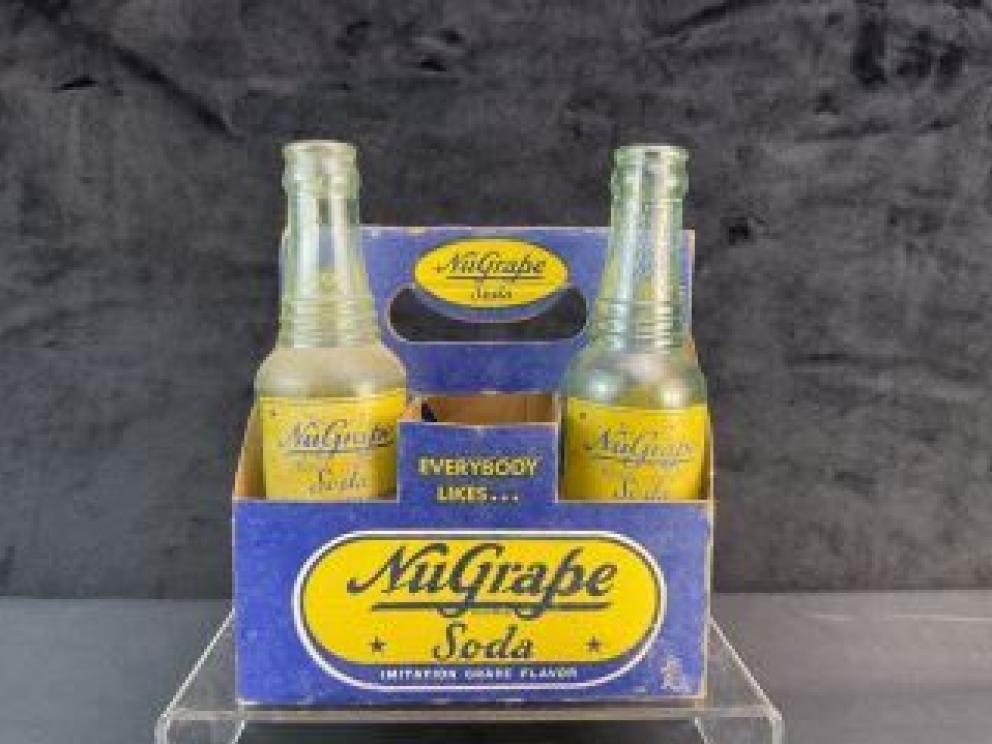 NuGrape
Soda
NuGrape
Soda
NuGrape
Soda
EVERYBODY
LIKES...
NuGrape
Soda
IMITATION GRAPE FLAVOR